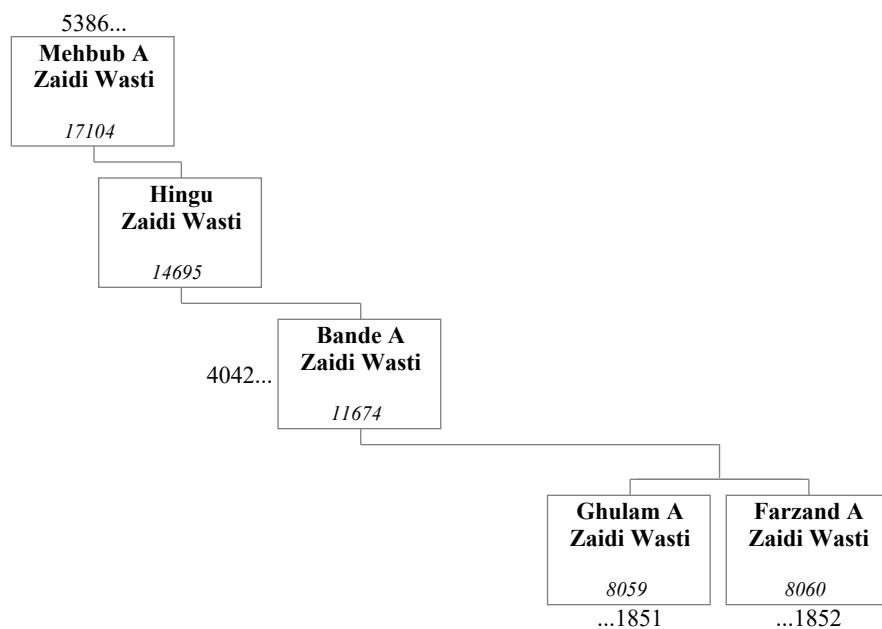 5386...
Mehbub A
Zaidi Wasti
17104
Hingu
Zaidi Wasti
14695
Bande A
Zaidi Wasti
4042...
11674
Ghulam A
Zaidi Wasti
8059
...1851
Farzand A
Zaidi Wasti
8060
...1852